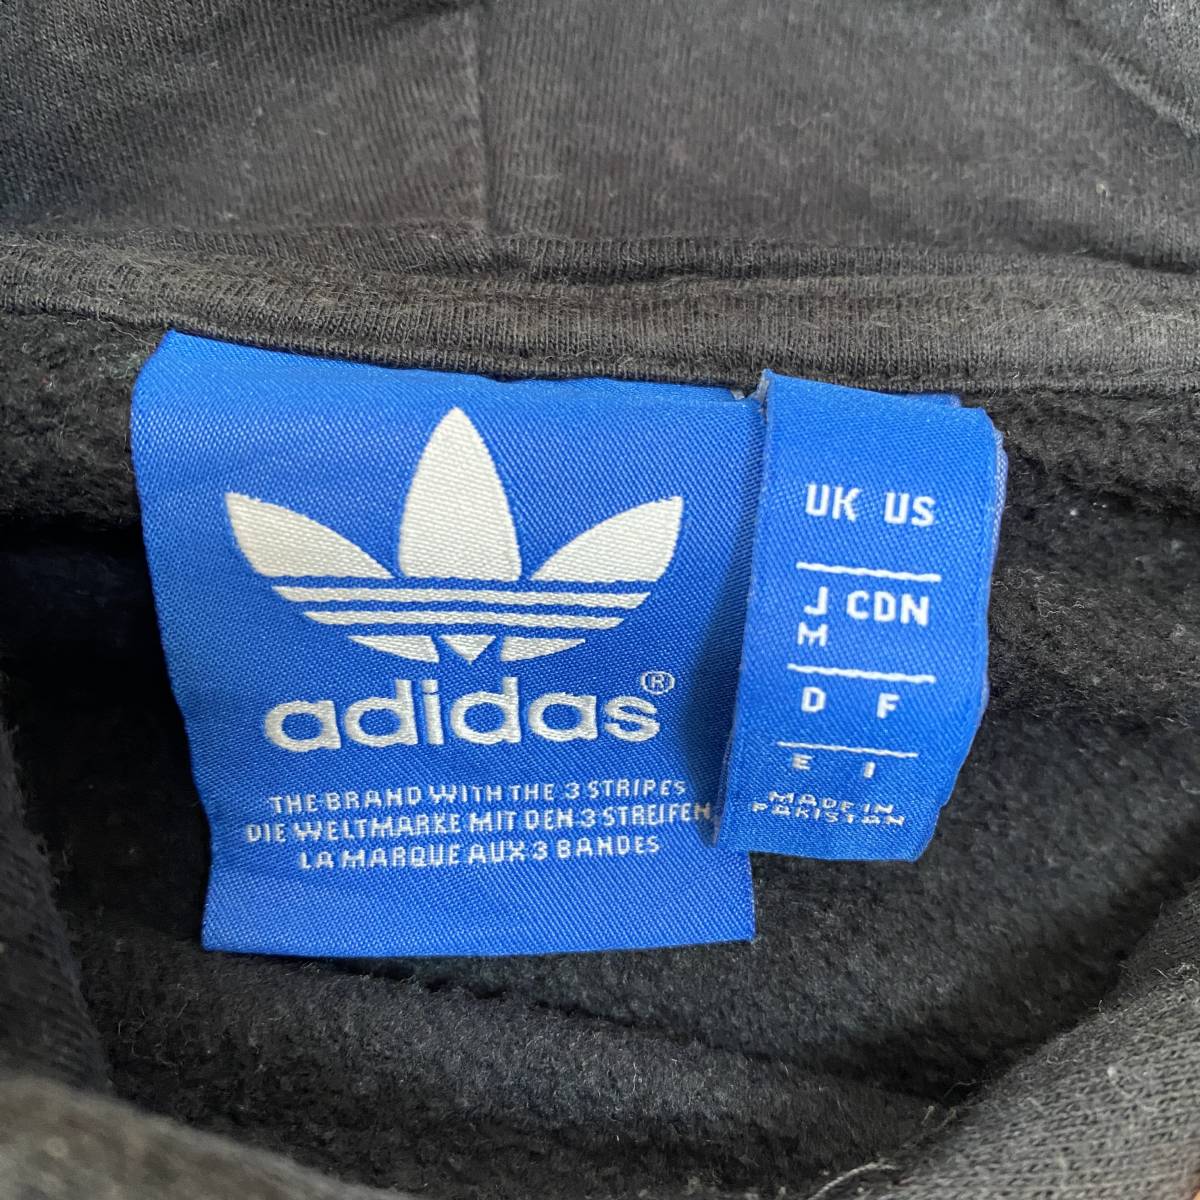 adidas®
THE BRAND WITH THE 3 STRIPES
DIE WELTMARKE MIT DEN 3 STREIFEN
LA MARQUE AUX 3 BANDES
UK US
J CDN
M
D F
E I
MADE IN
PAKISTAN